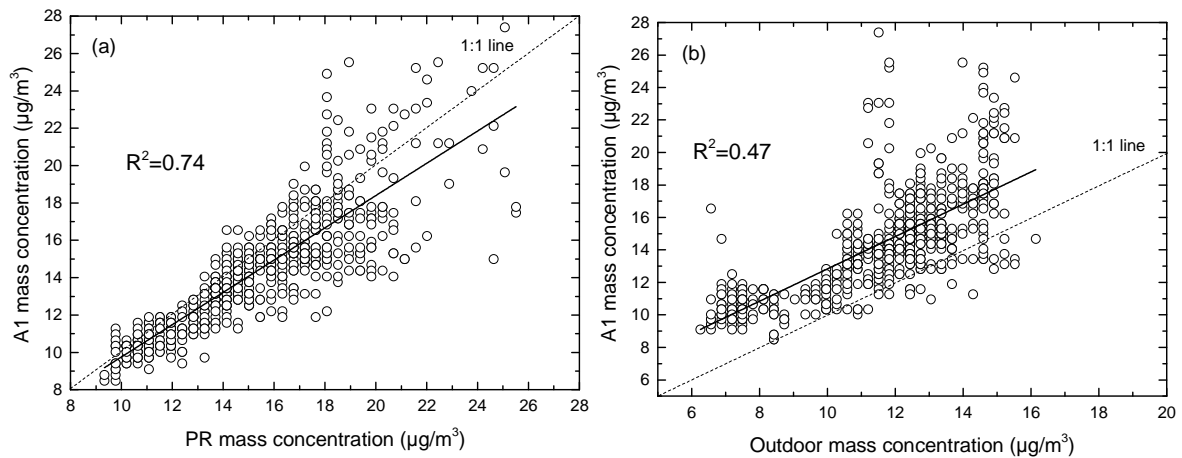 (a)
1:1 line
R²=0.74
A1 mass concentration (µg/m³)
28
26
24
22
20
18
16
14
12
10
8
8 10 12 14 16 18 20 22 24 26 28
PR mass concentration (µg/m³)
(b)
R²=0.47
1:1 line
A1 mass concentration (µg/m³)
28
26
24
22
20
18
16
14
12
10
8
6
6 8 10 12 14 16 18 20
Outdoor mass concentration (µg/m³)